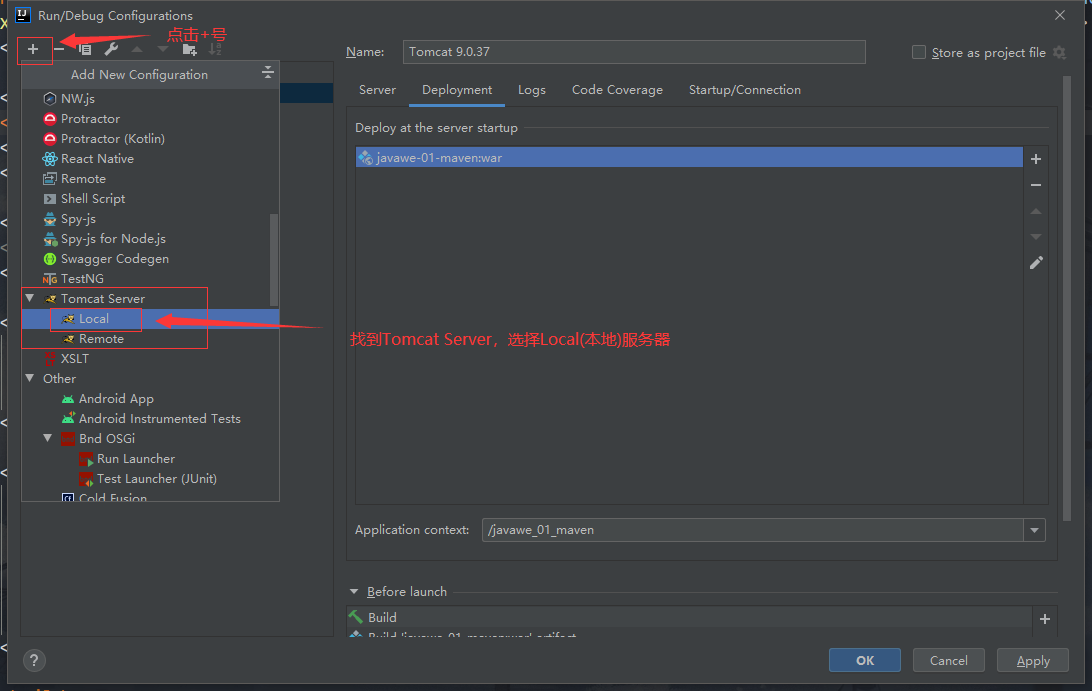 Run/Debug Configurations
点击+号
Add New Configuration
NW.js
Protractor
Protractor (Kotlin)
React Native
Remote
Shell Script
Spy-js
Spy-js for Node.js
Swagger Codegen
TestNG
Tomcat Server
Local
Remote
XSLT
Other
Android App
Android Instrumented Tests
Bnd OSGi
Run Launcher
Test Launcher (JUnit)
Cold Fusion
Name: Tomcat 9.0.37
Store as project file
Server Deployment Logs Code Coverage Startup/Connection
Deploy at the server startup
javawe-01-maven:war
找到Tomcat Server，选择Local(本地)服务器
Application context: /javawe_01_maven
Before launch
Build
Build 'javawe-01-maven:war' artifact
? OK Cancel Apply